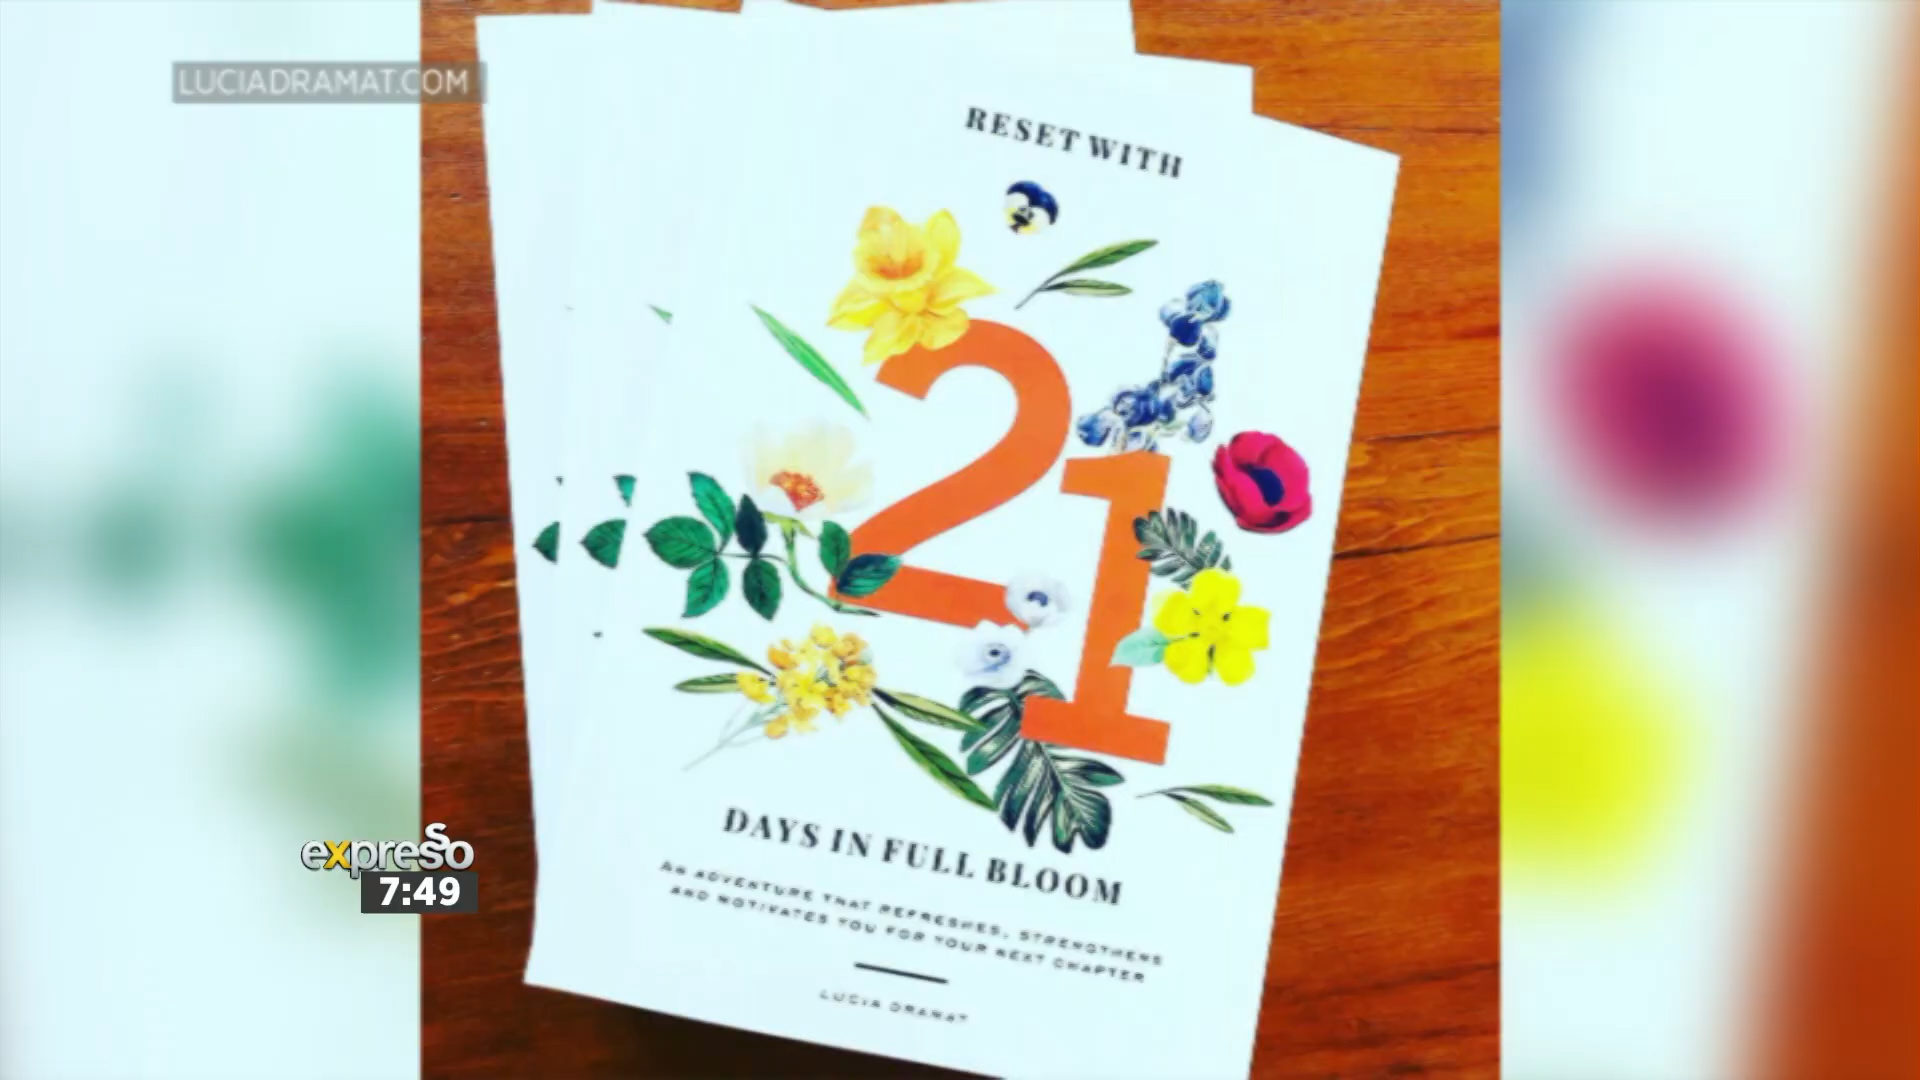 LUCIADRAMAT.COM
RESET WITH
21
DAYS IN FULL BLOOM
AN ADVENTURE THAT REFRESHES, STRENGTHENS
AND MOTIVATES YOU FOR YOUR NEXT CHAPTER
LUCIA DRAMAT
expresso
7:49